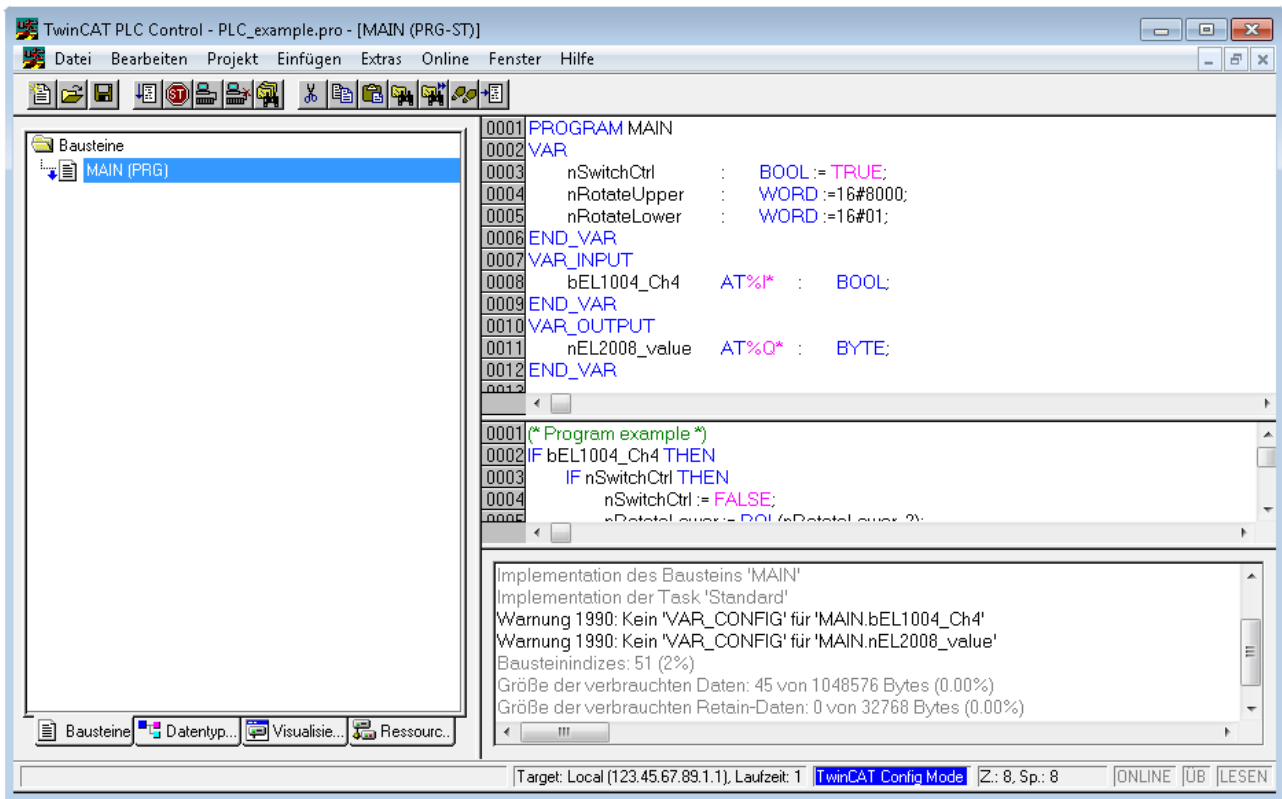 TwinCAT PLC Control - PLC_example.pro - [MAIN (PRG-ST)]
Datei Bearbeiten Projekt Einfügen Extras Online Fenster Hilfe
Bausteine
MAIN (PRG)
0001 PROGRAM MAIN
0002 VAR
0003 nSwitchCtrl : BOOL := TRUE;
0004 nRotateUpper : WORD :=16#8000;
0005 nRotateLower : WORD :=16#01;
0006 END_VAR
0007 VAR_INPUT
0008 bEL1004_Ch4 AT%I* : BOOL;
0009 END_VAR
0010 VAR_OUTPUT
0011 nEL2008_value AT%Q* : BYTE;
0012 END_VAR
0013
0001 (* Program example *)
0002 IF bEL1004_Ch4 THEN
0003 IF nSwitchCtrl THEN
0004 nSwitchCtrl := FALSE;
0005 nRotateLower := ROL(nRotateLower, 2);
Implementation des Bausteins 'MAIN'
Implementation der Task 'Standard'
Warnung 1990: Kein 'VAR_CONFIG' für 'MAIN.bEL1004_Ch4'
Warnung 1990: Kein 'VAR_CONFIG' für 'MAIN.nEL2008_value'
Bausteinindizes: 51 (2%)
Größe der verbrauchten Daten: 45 von 1048576 Bytes (0.00%)
Größe der verbrauchten Retain-Daten: 0 von 32768 Bytes (0.00%)
Bausteine Datentyp... Visualisie... Ressourc..
Target: Local (123.45.67.89.1.1), Laufzeit: 1 TwinCAT Config Mode Z.: 8, Sp.: 8 ONLINE ÜB LESEN